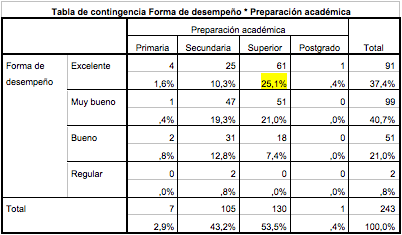 Tabla de contingencia Forma de desempeño * Preparación académica
Preparación académica
Primaria Secundaria Superior Postgrado Total
Forma de desempeño Excelente 4 25 61 1 91
1,6% 10,3% 25,1% ,4% 37,4%
Muy bueno 1 47 51 0 99
,4% 19,3% 21,0% ,0% 40,7%
Bueno 2 31 18 0 51
,8% 12,8% 7,4% ,0% 21,0%
Regular 0 2 0 0 2
,0% ,8% ,0% ,0% ,8%
Total 7 105 130 1 243
2,9% 43,2% 53,5% ,4% 100,0%